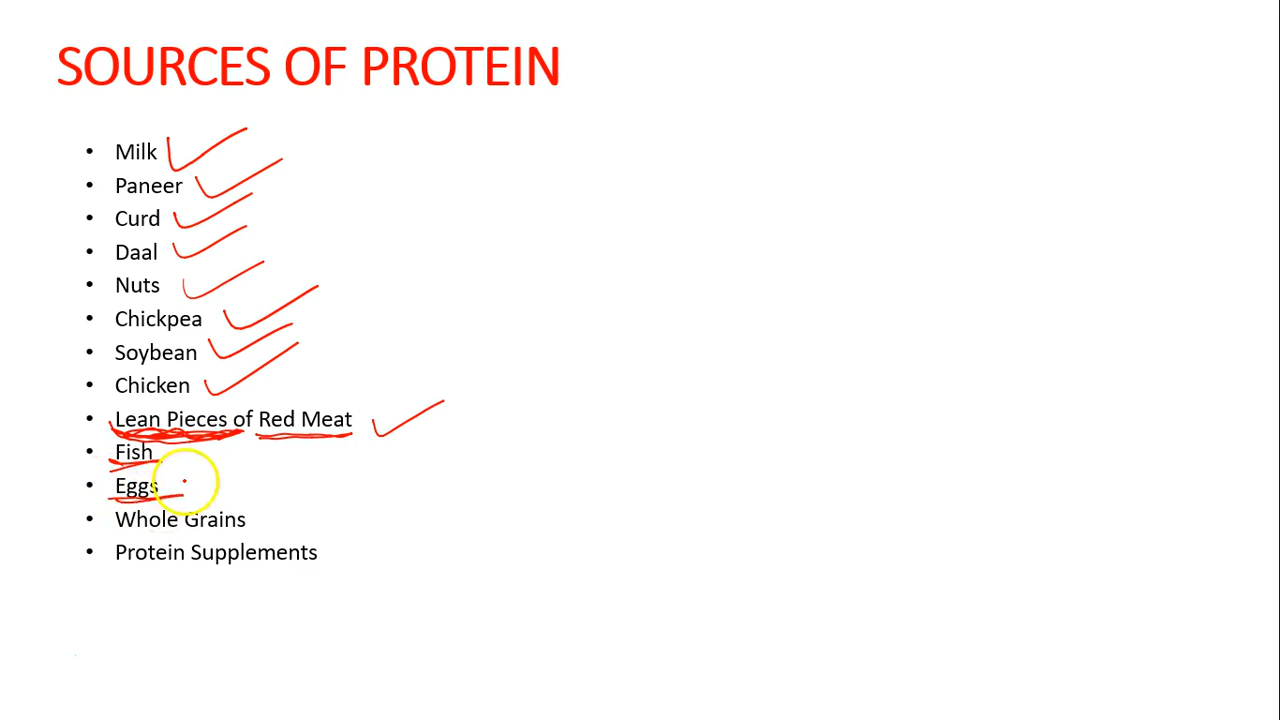 SOURCES OF PROTEIN
• Milk
• Paneer
• Curd
• Daal
• Nuts
• Chickpea
• Soybean
• Chicken
• Lean Pieces of Red Meat
• Fish
• Eggs
• Whole Grains
• Protein Supplements